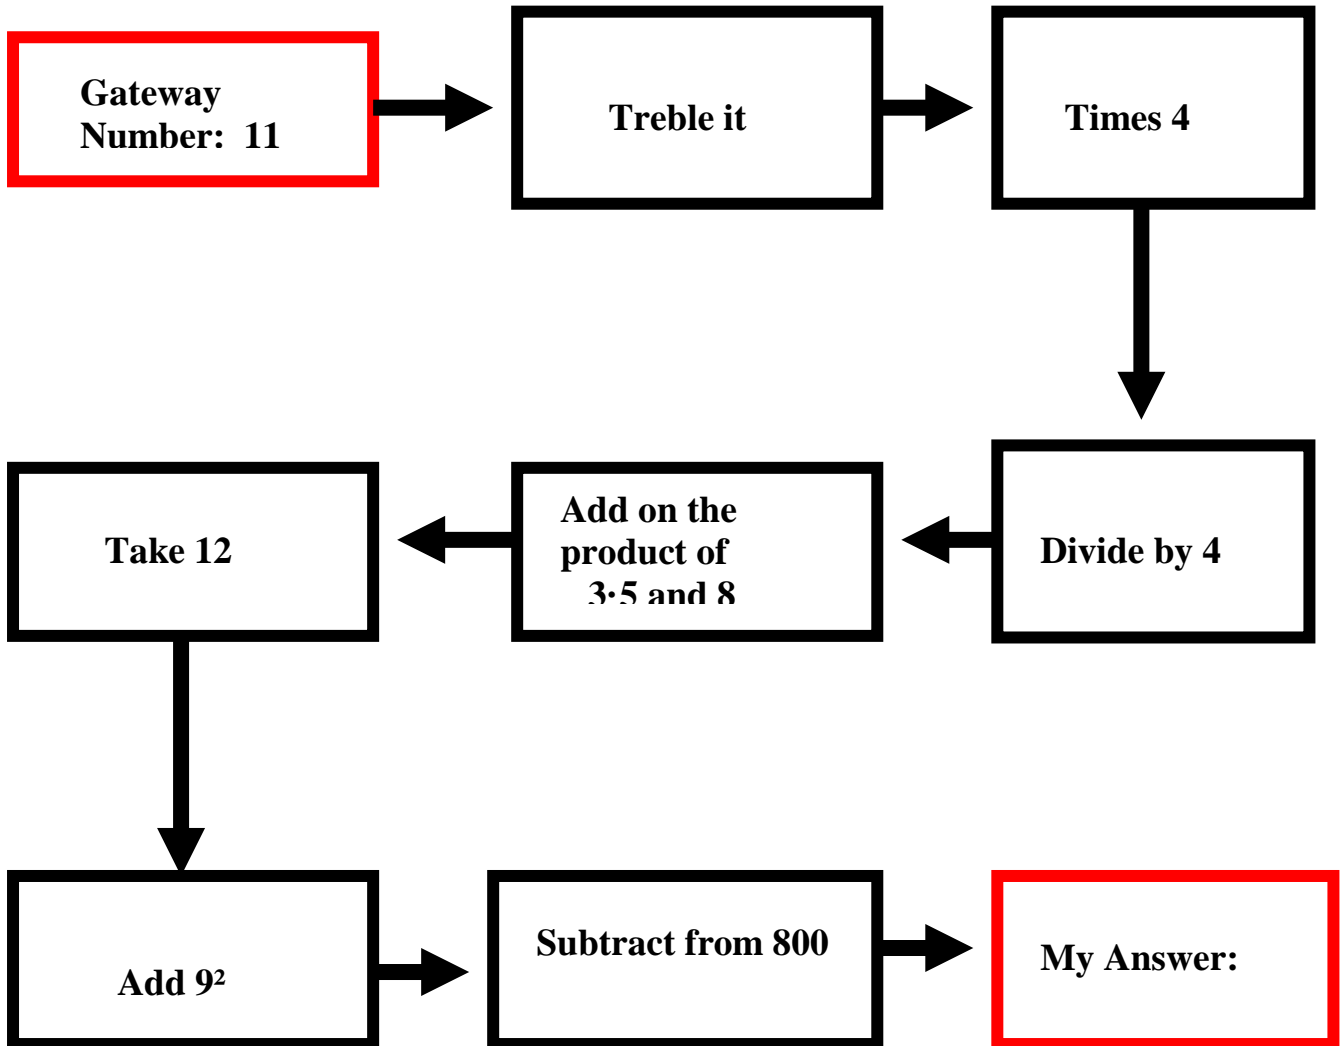 Gateway
Number: 11
Treble it
Times 4
Divide by 4
Add on the
product of
3·5 and 8
Take 12
Add 9²
Subtract from 800
My Answer: